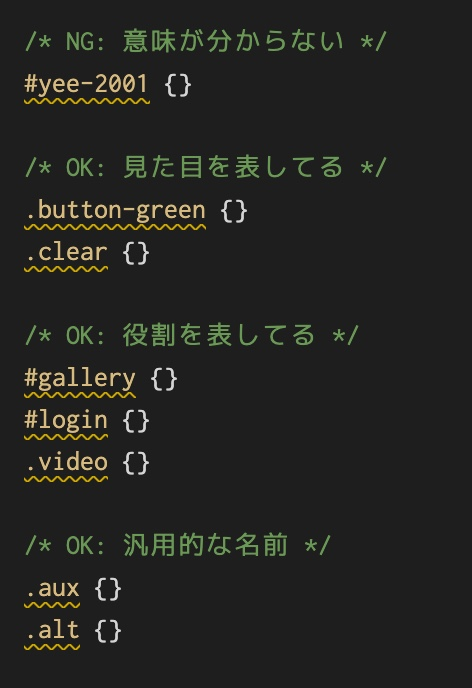 /* NG: 意味が分からない */
#yee-2001 {}
/* OK: 見た目を表してる */
.button-green {}
.clear {}
/* OK: 役割を表してる */
#gallery {}
#login {}
.video {}
/* OK: 汎用的な名前 */
.aux {}
.alt {}